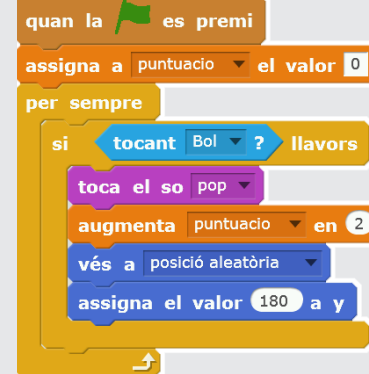 quan la es premi
assigna a puntuacio el valor 0
per sempre
si tocant Bol ? llavors
toca el so pop
augmenta puntuacio en 2
vés a posició aleatòria
assigna el valor 180 a y